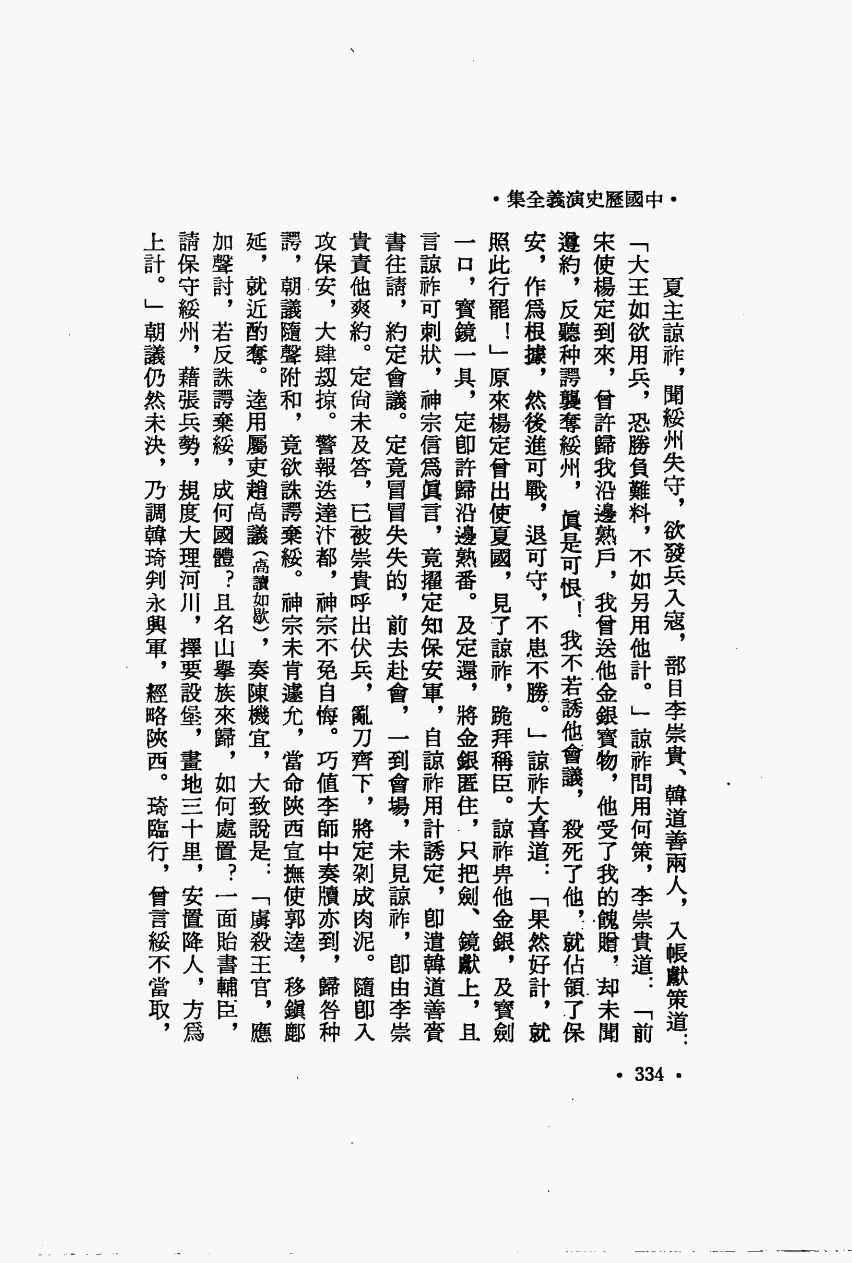 ・中國歷史演義全集・
夏主諒祚，聞綏州失守，欲發兵入寇，部目李崇貴、韓道善兩人，入帳獻策道：
「大王如欲用兵，恐勝負難料，不如另用他計。」諒祚問用何策，李崇貴道：「前
宋使楊定到來，曾許歸我沿邊熟戶，我曾送他金銀寶物，他受了我的餽贈，却未聞
遵約，反聽种諤襲奪綏州，眞是可恨！我不若誘他會議，殺死了他，就佔領了保
安，作爲根據，然後進可戰，退可守，不患不勝。」諒祚大喜道：「果然好計，就
照此行罷！」原來楊定曾出使夏國，見了諒祚，跪拜稱臣。諒祚畀他金銀，及寶劍
一口，寶鏡一具，定卽許歸沿邊熟番。及定還，將金銀匿住，只把劍、鏡獻上，且
言諒祚可刺狀，神宗信爲眞言，竟擢定知保安軍，自諒祚用計誘定，卽遣韓道善賫
書往請，約定會議。定竟冒冒失失的，前去赴會，一到會場，未見諒祚，卽由李崇
貴責他爽約。定尙未及答，已被崇貴呼出伏兵，亂刀齊下，將定剁成肉泥。隨卽入
攻保安，大肆刼掠。警報迭達汴都，神宗不免自悔。巧值李師中奏牘亦到，歸咎种
諤，朝議隨聲附和，竟欲誅諤棄綏。神宗未肯遽允，當命陝西宣撫使郭逵，移鎭鄜
延，就近酌奪。逵用屬吏趙卨議（卨讀如歇），奏陳機宜，大致說是：「虜殺王官，應
加聲討，若反誅諤棄綏，成何國體？且名山舉族來歸，如何處置？一面貽書輔臣，
請保守綏州，藉張兵勢，規度大理河川，擇要設堡，畫地三十里，安置降人，方爲
上計。」朝議仍然未決，乃調韓琦判永興軍，經略陝西。琦臨行，曾言綏不當取，
・334・